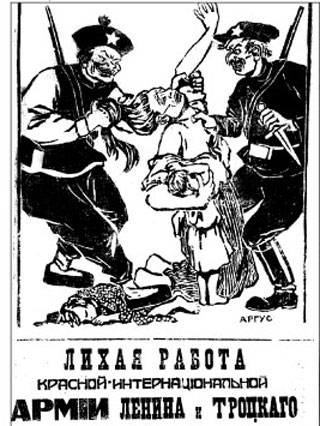 АРГУС
ЛИХАЯ РАБОТА
КРАСНОЙ-ИНТЕРНАЦІОНАЛЬНОЙ
АРМІИ ЛЕНИНА и ТРОЦКАГО